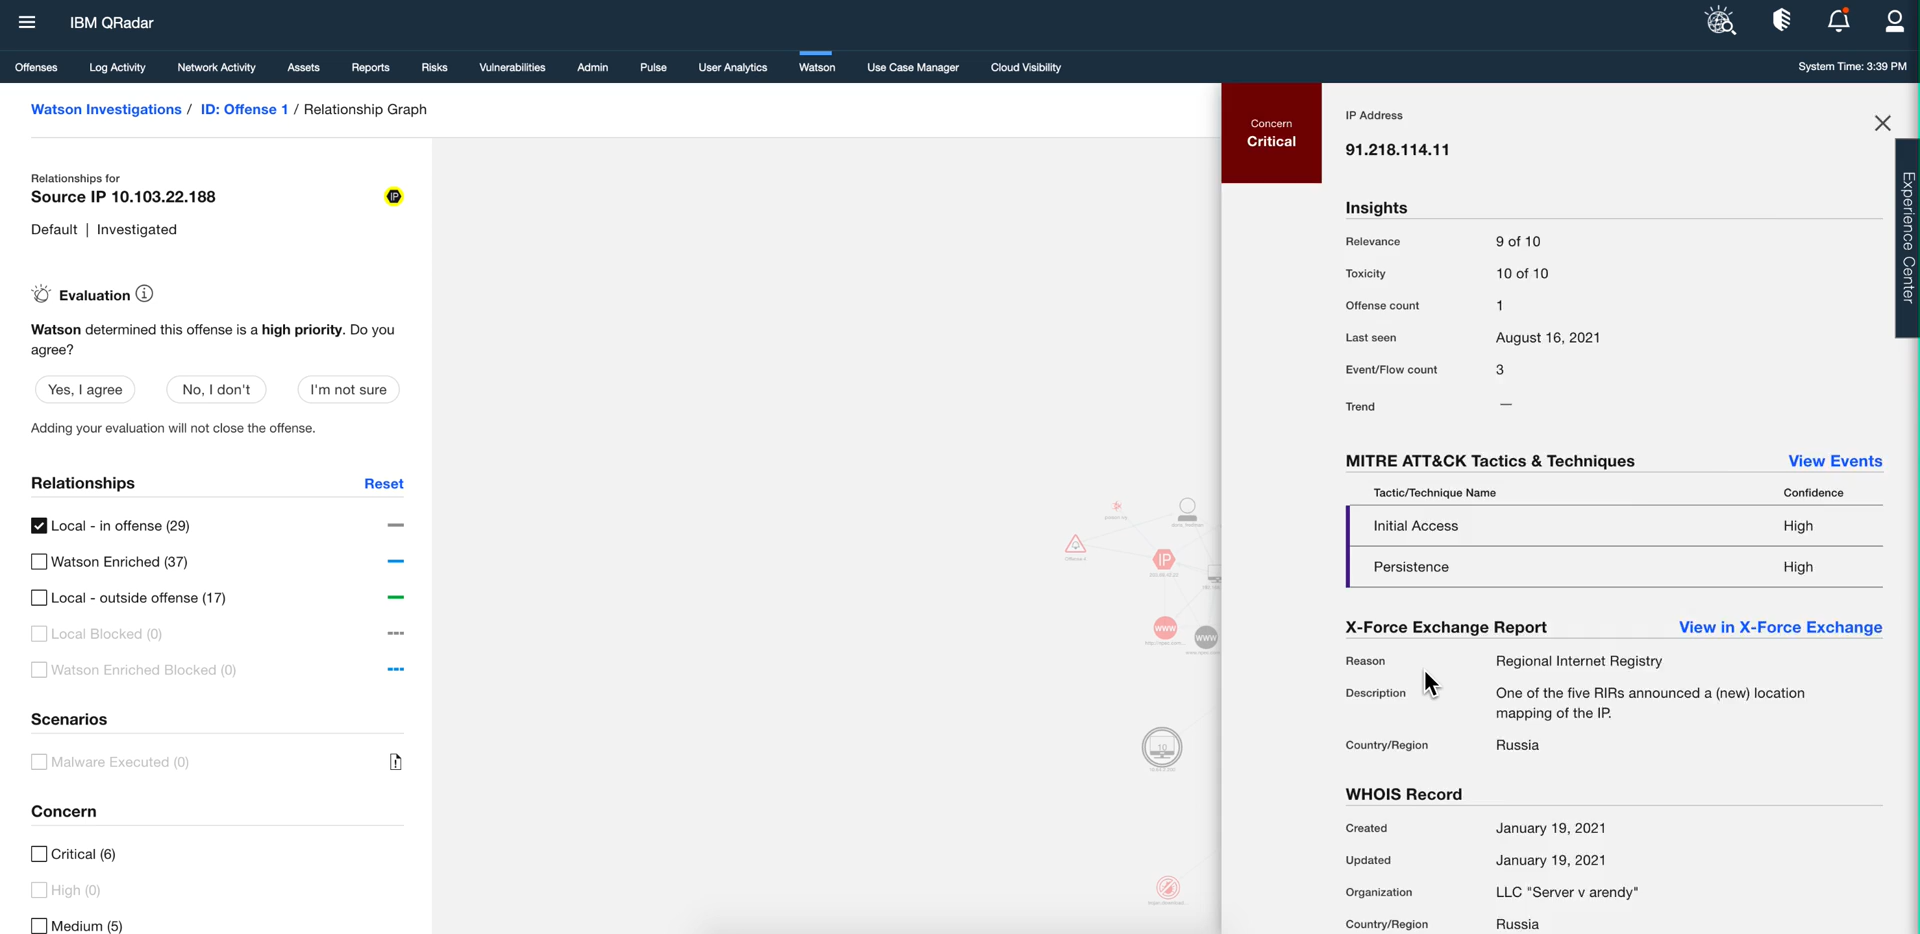 IBM QRadar
Offenses Log Activity Network Activity Assets Reports Risks Vulnerabilities Admin Pulse User Analytics Watson Use Case Manager Cloud Visibility System Time: 3:39 PM
Watson Investigations / ID: Offense 1 / Relationship Graph
Relationships for
Source IP 10.103.22.188
IP
Default | Investigated
Evaluation
Watson determined this offense is a high priority. Do you
agree?
Yes, I agree No, I don't I'm not sure
Adding your evaluation will not close the offense.
Relationships Reset
Local - in offense (29)
Watson Enriched (37)
Local - outside offense (17)
Local Blocked (0)
Watson Enriched Blocked (0)
Scenarios
Malware Executed (0)
Concern
Critical (6)
High (0)
Medium (5)
IP
www
www
10
Concern
Critical
IP Address
91.218.114.11
Insights
Relevance 9 of 10
Toxicity 10 of 10
Offense count 1
Last seen August 16, 2021
Event/Flow count 3
Trend —
MITRE ATT&CK Tactics & Techniques View Events
Tactic/Technique Name Confidence
Initial Access High
Persistence High
X-Force Exchange Report View in X-Force Exchange
Reason Regional Internet Registry
Description One of the five RIRs announced a (new) location
mapping of the IP.
Country/Region Russia
WHOIS Record
Created January 19, 2021
Updated January 19, 2021
Organization LLC "Server v arendy"
Country/Region Russia
Experience Center